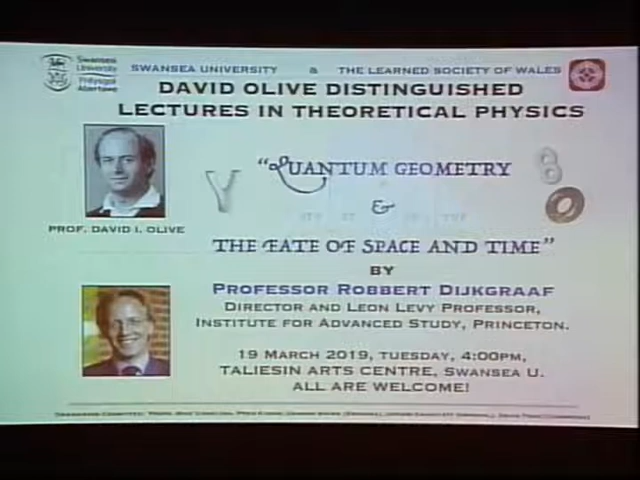 Swansea
University
Prifysgol
Abertawe
SWANSEA UNIVERSITY & THE LEARNED SOCIETY OF WALES
DAVID OLIVE DISTINGUISHED
LECTURES IN THEORETICAL PHYSICS
"QUANTUM GEOMETRY
&
THE FATE OF SPACE AND TIME"
PROF. DAVID I. OLIVE
BY
PROFESSOR ROBBERT DIJKGRAAF
DIRECTOR AND LEON LEVY PROFESSOR,
INSTITUTE FOR ADVANCED STUDY, PRINCETON.
19 MARCH 2019, TUESDAY, 4:00PM,
TALIESIN ARTS CENTRE, SWANSEA U.
ALL ARE WELCOME!